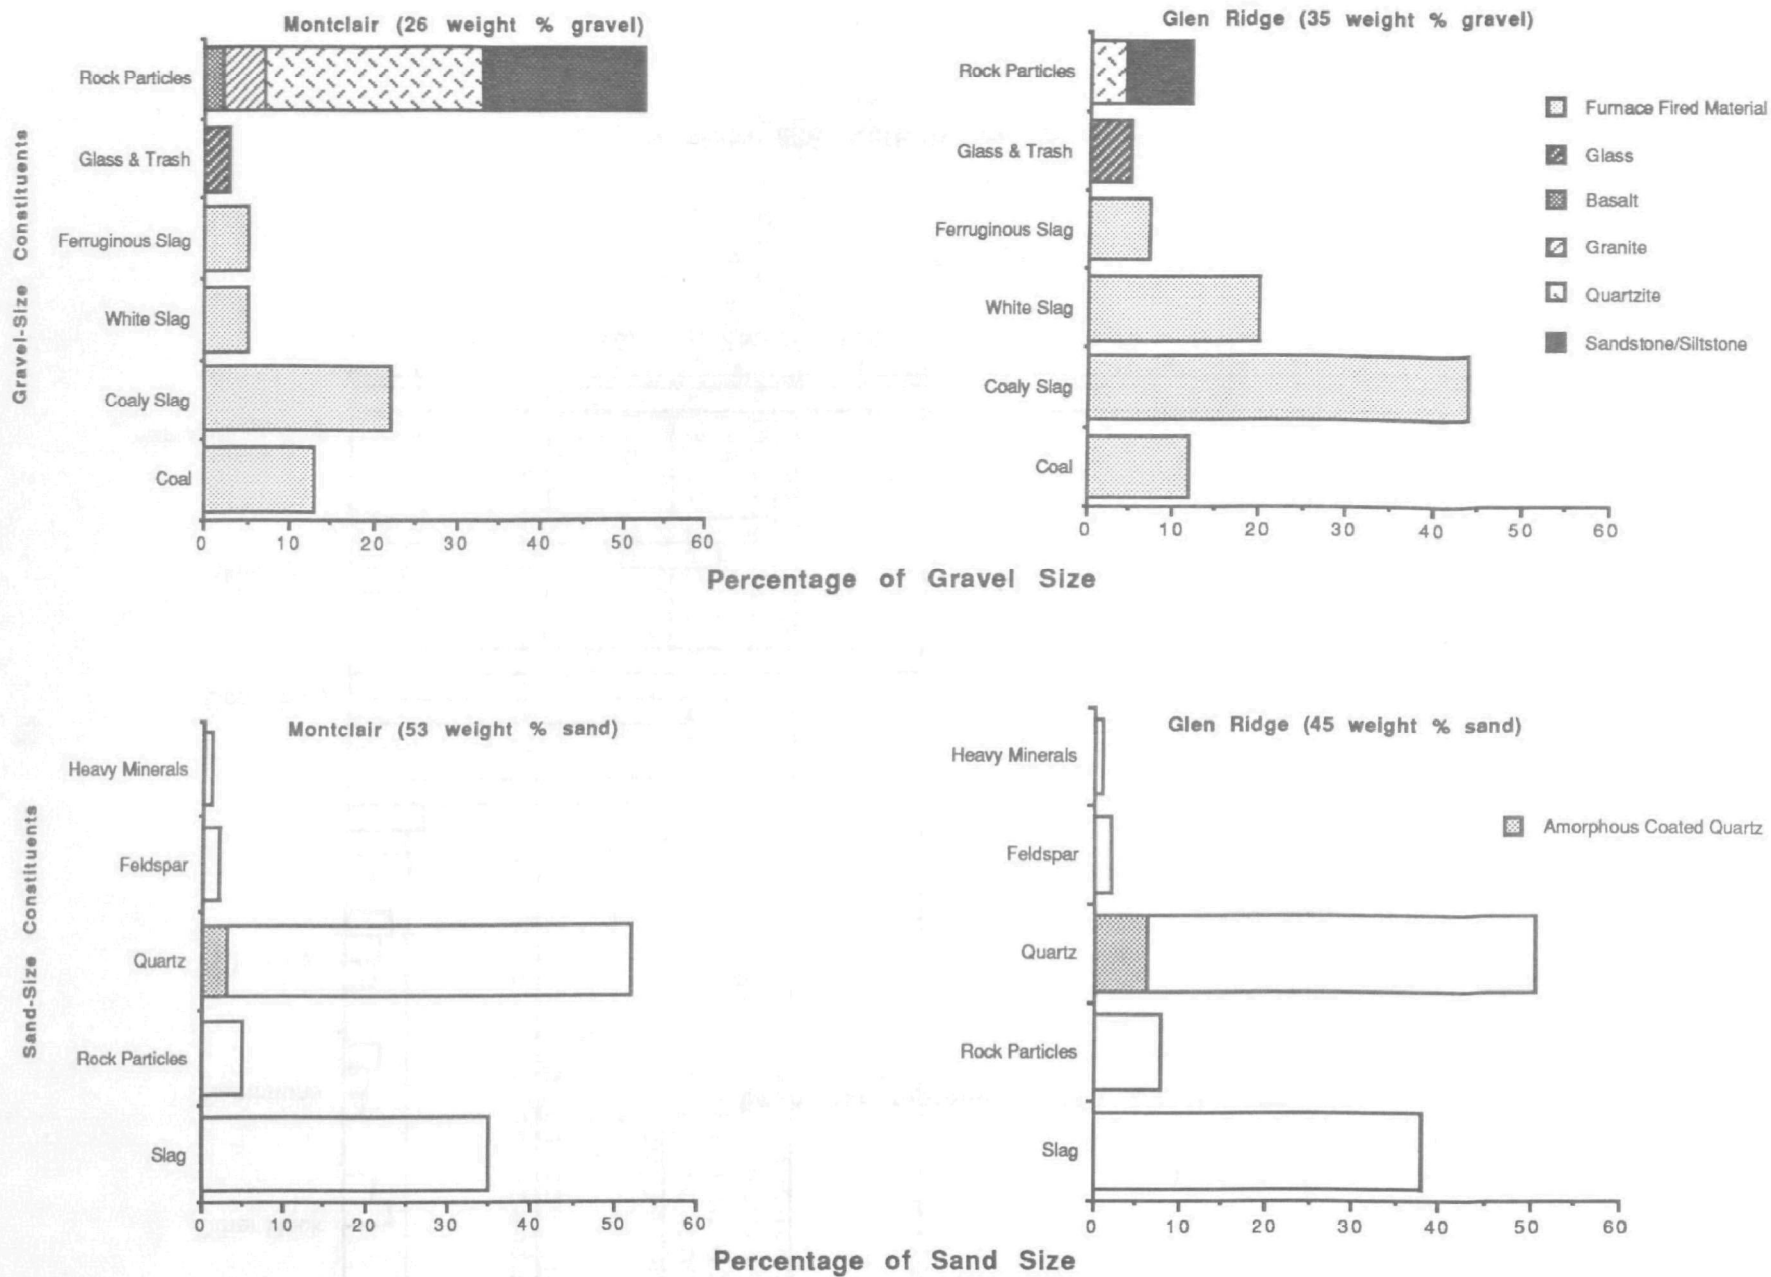 Montclair (26 weight % gravel)
Rock Particles
Glass & Trash
Ferruginous Slag
White Slag
Coaly Slag
Coal
Gravel-Size Constituents
0 10 20 30 40 50 60
Glen Ridge (35 weight % gravel)
Rock Particles
Glass & Trash
Ferruginous Slag
White Slag
Coaly Slag
Coal
0 10 20 30 40 50 60
Furnace Fired Material
Glass
Basalt
Granite
Quartzite
Sandstone/Siltstone
Percentage of Gravel Size
Montclair (53 weight % sand)
Heavy Minerals
Feldspar
Quartz
Rock Particles
Slag
Sand-Size Constituents
0 10 20 30 40 50 60
Glen Ridge (45 weight % sand)
Heavy Minerals
Feldspar
Quartz
Rock Particles
Slag
0 10 20 30 40 50 60
Amorphous Coated Quartz
Percentage of Sand Size